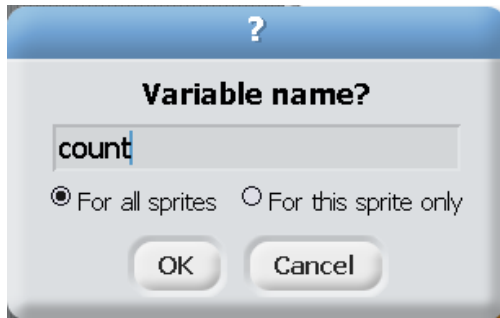 ?
Variable name?
count
For all sprites For this sprite only
OK Cancel